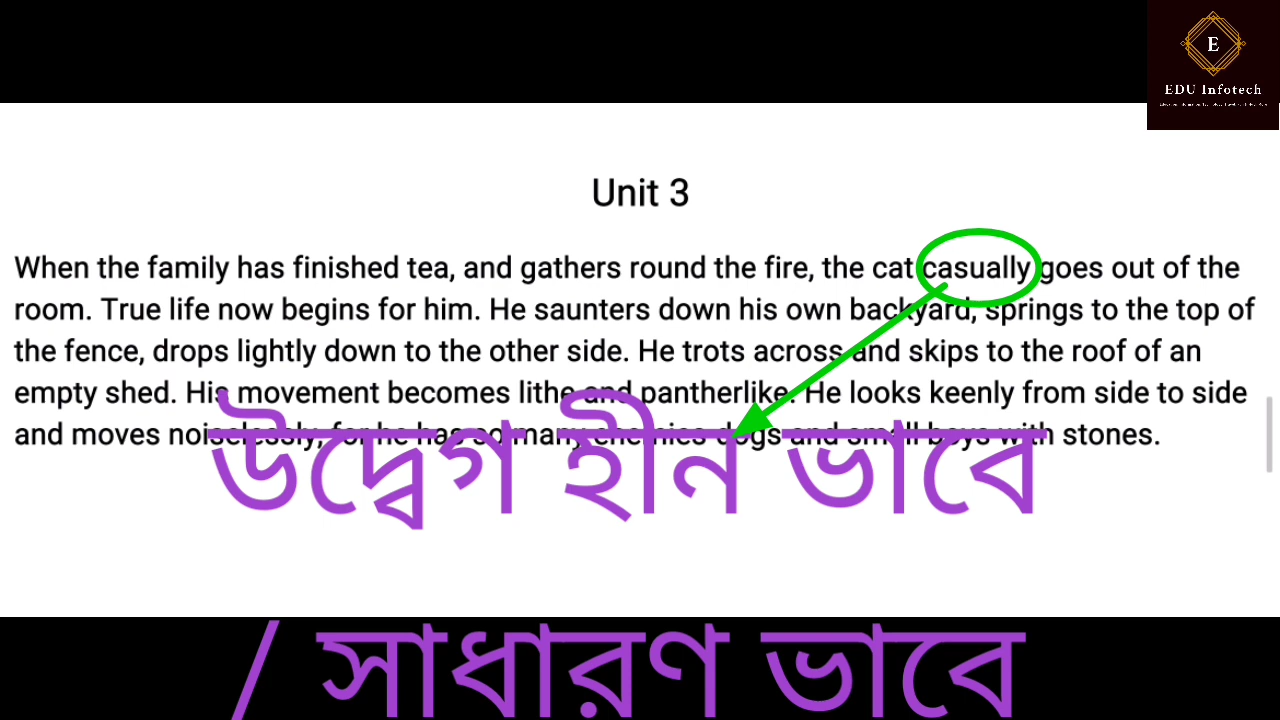 E
EDU Infotech
Unit 3
When the family has finished tea, and gathers round the fire, the cat casually goes out of the
room. True life now begins for him. He saunters down his own backyard, springs to the top of
the fence, drops lightly down to the other side. He trots across and skips to the roof of an
empty shed. His movement becomes lithe and pantherlike. He looks keenly from side to side
and moves noiselessly, for he has so many enemies dogs and small boys with stones.
উদ্বেগ হীন ভাবে
/ সাধারণ ভাবে